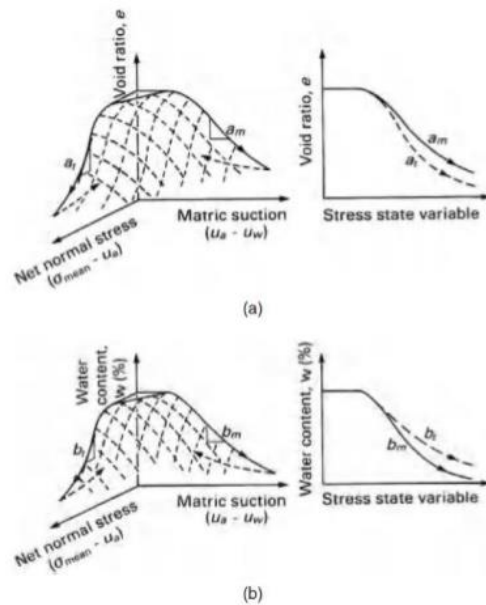 Void ratio, e
a_t
a_m
Matric suction
(u_a - u_w)
Net normal stress
(σ_mean - u_a)
Void ratio, e
a_m
a_t
Stress state variable
(a)
Water
content,
w (%)
b_t
b_m
Matric suction
(u_a - u_w)
Net normal stress
(σ_mean - u_a)
Water content, w (%)
b_t
b_m
Stress state variable
(b)